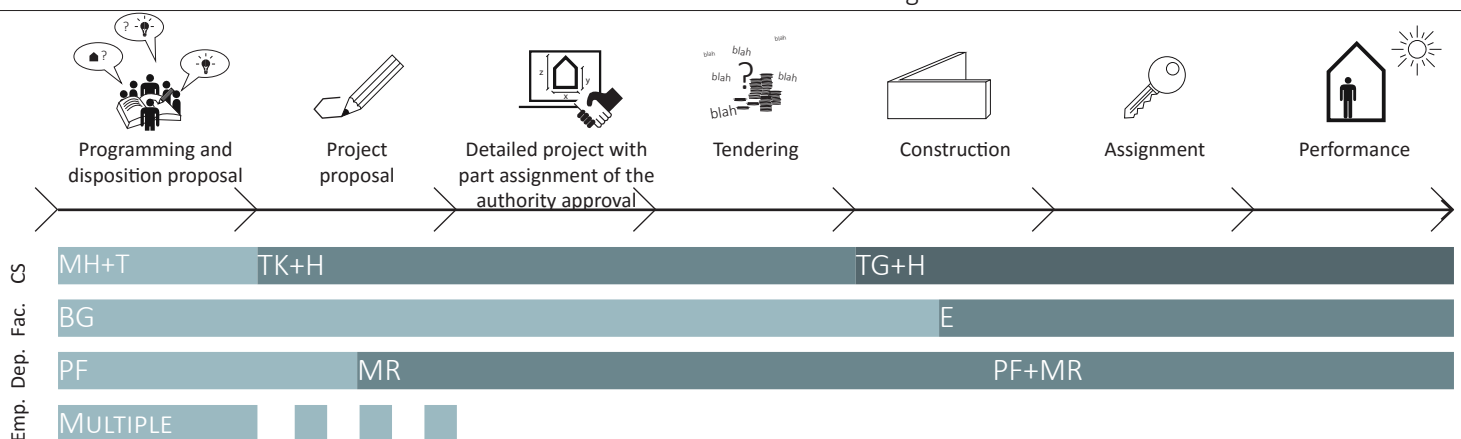 ?
?
blah
blah
blah
blah
?
blah
blah
z
y
x
Programming and
disposition proposal
Project
proposal
Detailed project with
part assignment of the
authority approval
Tendering
Construction
Assignment
Performance
CS
MH+T
TK+H
TG+H
Fac.
BG
E
Dep.
PF
MR
PF+MR
Emp.
MULTIPLE